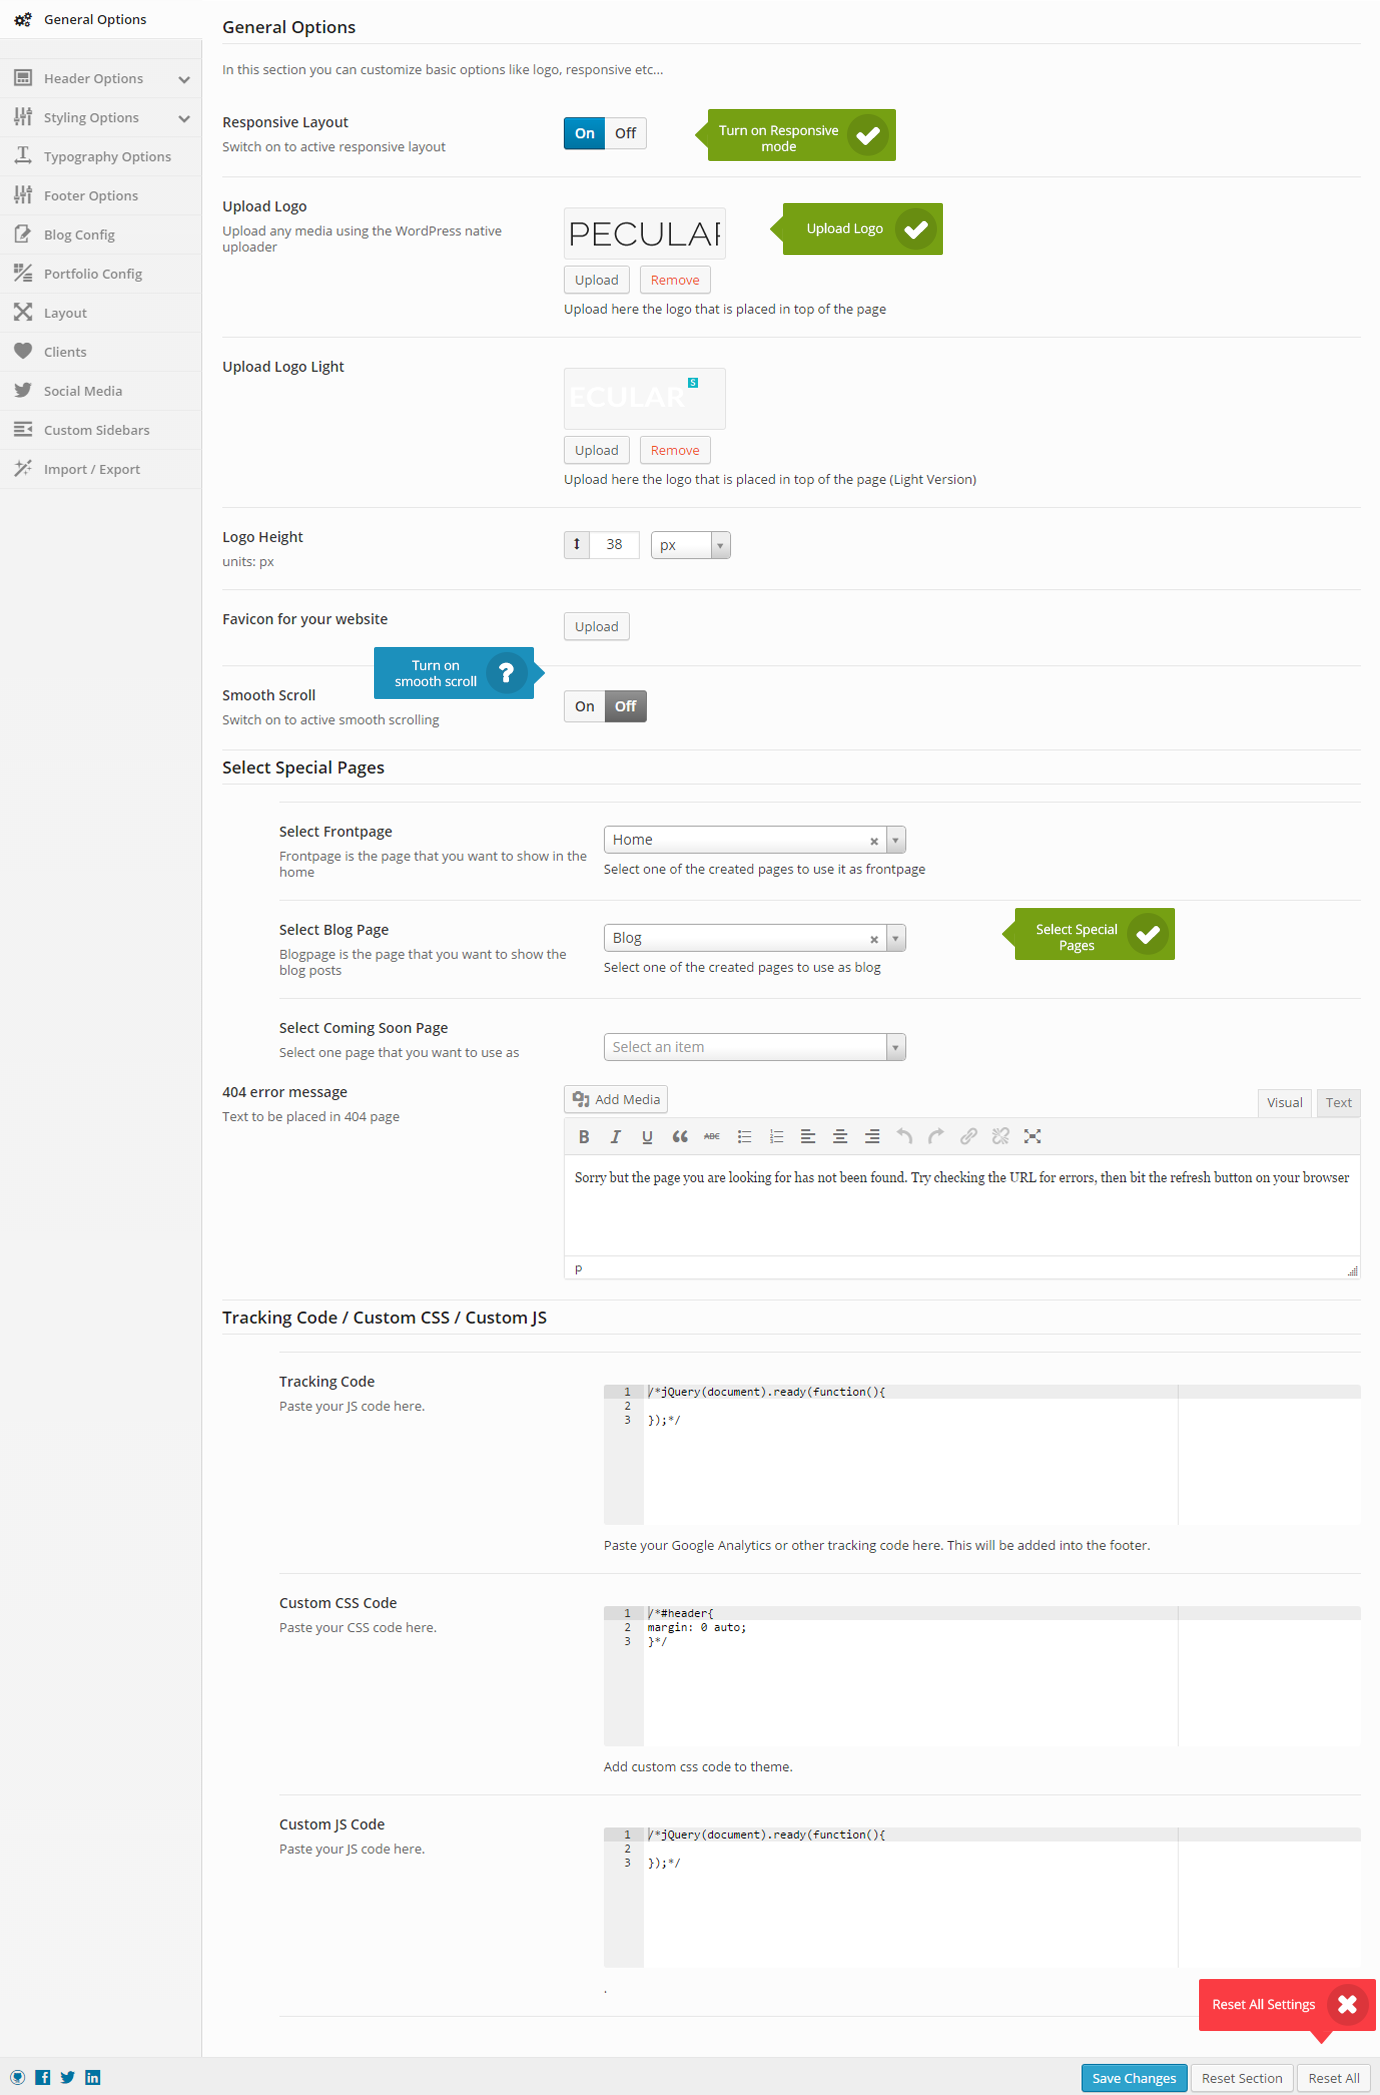 General Options
Header Options
Styling Options
Typography Options
Footer Options
Blog Config
Portfolio Config
Layout
Clients
Social Media
Custom Sidebars
Import / Export
General Options
In this section you can customize basic options like logo, responsive etc...
Responsive Layout
Switch on to active responsive layout
On Off
Turn on Responsive
mode
Upload Logo
Upload any media using the WordPress native
uploader
PECULAR
Upload Remove
Upload here the logo that is placed in top of the page
Upload Logo
Upload Logo Light
ECULAR S
Upload Remove
Upload here the logo that is placed in top of the page (Light Version)
Logo Height
units: px
38 px
Favicon for your website
Upload
Turn on
smooth scroll ?
Smooth Scroll
Switch on to active smooth scrolling
On Off
Select Special Pages
Select Frontpage
Frontpage is the page that you want to show in the
home
Home
Select one of the created pages to use it as frontpage
Select Blog Page
Blogpage is the page that you want to show the
blog posts
Blog
Select one of the created pages to use as blog
Select Special
Pages
Select Coming Soon Page
Select one page that you want to use as
Select an item
404 error message
Text to be placed in 404 page
Add Media
Visual Text
B I U ABC
Sorry but the page you are looking for has not been found. Try checking the URL for errors, then bit the refresh button on your browser
p
Tracking Code / Custom CSS / Custom JS
Tracking Code
Paste your JS code here.
1 /*jQuery(document).ready(function(){
2
3 });*/
Paste your Google Analytics or other tracking code here. This will be added into the footer.
Custom CSS Code
Paste your CSS code here.
1 /*#header{
2 margin: 0 auto;
3 }*/
Add custom css code to theme.
Custom JS Code
Paste your JS code here.
1 /*jQuery(document).ready(function(){
2
3 });*/
.
Reset All Settings
Save Changes Reset Section Reset All